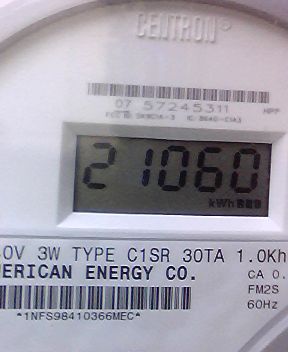 CENTRON®
07 57245311
21060
kWh
0V 3W TYPE C1SR 30TA 1.0Kh
ERICAN ENERGY CO.
CA 0.
FM2S
60Hz
*1NFS98410366MEC*